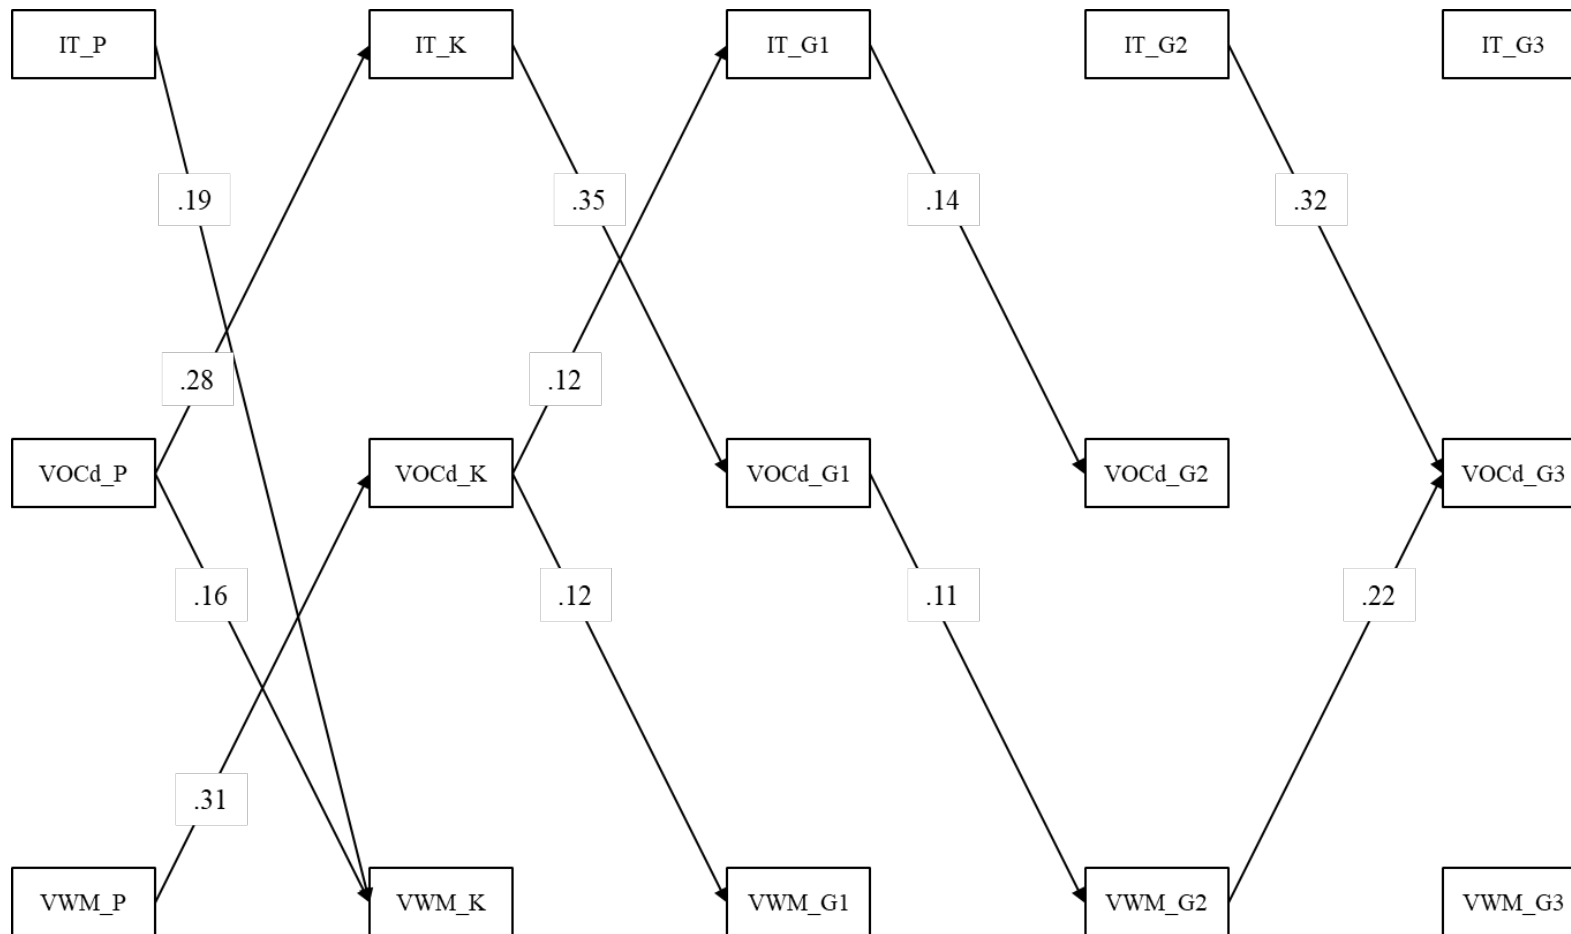 IT_P IT_K IT_G1 IT_G2 IT_G3
.19 .35 .14 .32
.28 .12
VOCd_P VOCd_K VOCd_G1 VOCd_G2 VOCd_G3
.16 .12 .11 .22
.31
VWM_P VWM_K VWM_G1 VWM_G2 VWM_G3